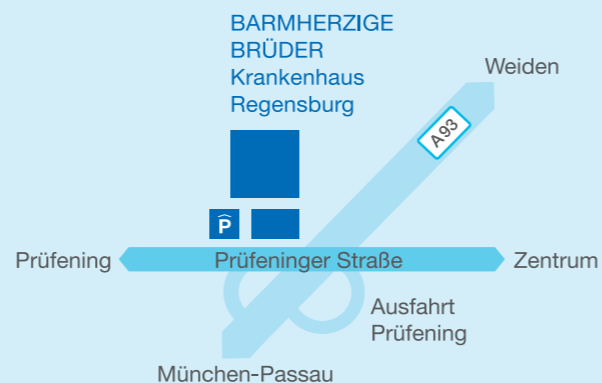 BARMHERZIGE
BRÜDER
Krankenhaus
Regensburg
Weiden
A93
P
Prüfening
Prüfeninger Straße
Zentrum
Ausfahrt
Prüfening
München-Passau